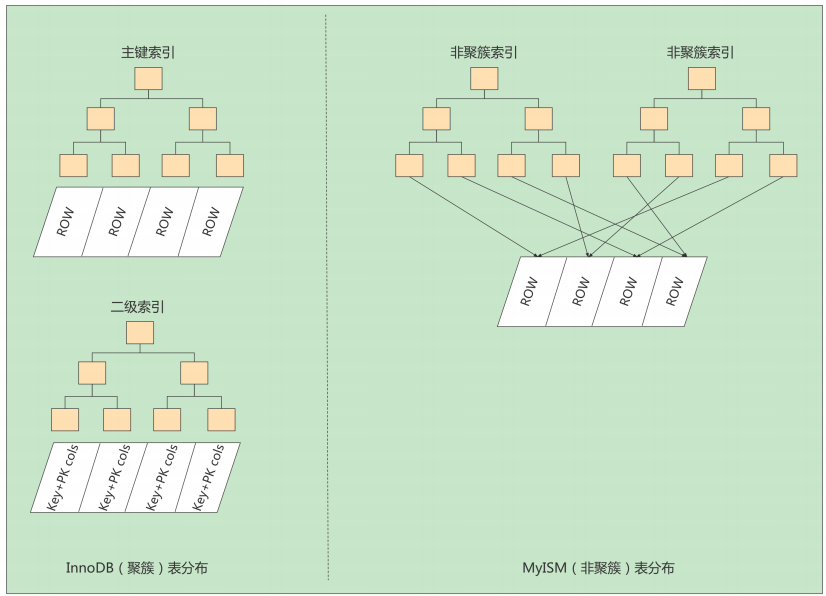 主键索引
ROW ROW ROW ROW
二级索引
Key+PK cols Key+PK cols Key+PK cols Key+PK cols
InnoDB（聚簇）表分布
非聚簇索引 非聚簇索引
ROW ROW ROW ROW
MyISM（非聚簇）表分布